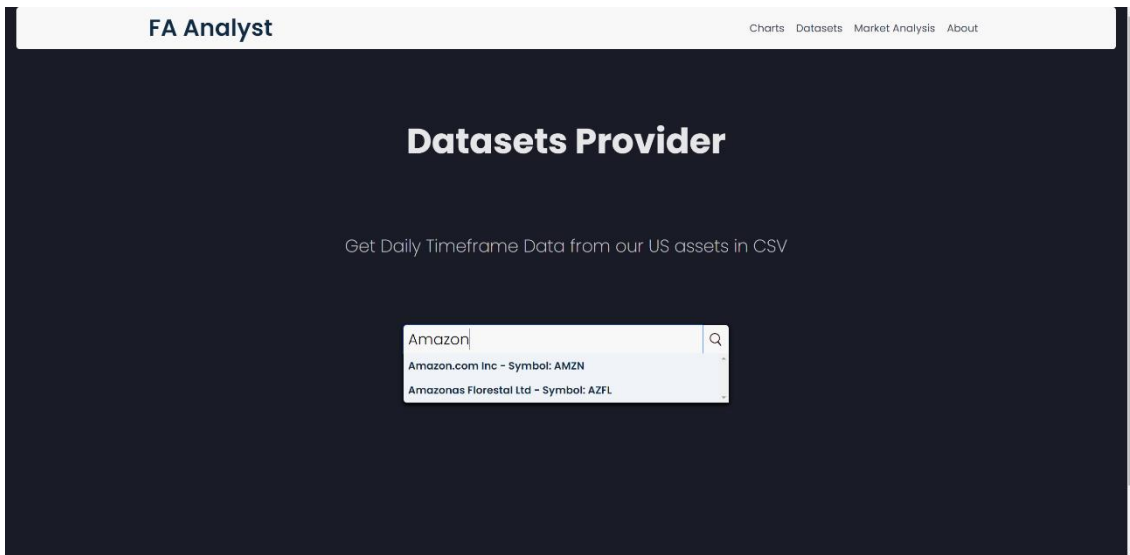 FA Analyst
Charts Datasets Market Analysis About
Datasets Provider
Get Daily Timeframe Data from our US assets in CSV
Amazon
Amazon.com Inc - Symbol: AMZN
Amazonas Florestal Ltd - Symbol: AZFL